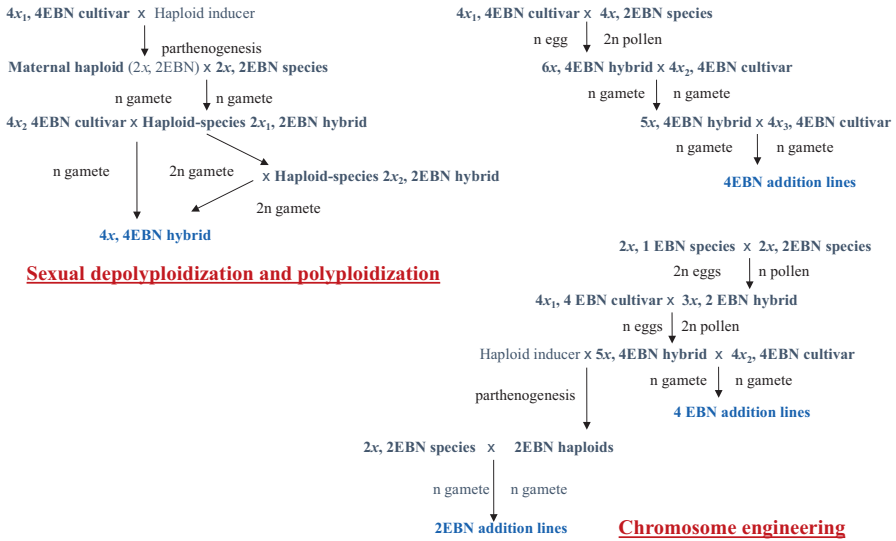 4x₁, 4EBN cultivar x Haploid inducer
parthenogenesis
Maternal haploid (2x, 2EBN) x 2x, 2EBN species
n gamete n gamete
4x₂ 4EBN cultivar x Haploid-species 2x₁, 2EBN hybrid
n gamete 2n gamete
x Haploid-species 2x₂, 2EBN hybrid
2n gamete
4x, 4EBN hybrid
Sexual depolyploidization and polyploidization
4x₁, 4EBN cultivar x 4x, 2EBN species
n egg 2n pollen
6x, 4EBN hybrid x 4x₂, 4EBN cultivar
n gamete n gamete
5x, 4EBN hybrid x 4x₃, 4EBN cultivar
n gamete n gamete
4EBN addition lines
2x, 1 EBN species x 2x, 2EBN species
2n eggs n pollen
4x₁, 4 EBN cultivar x 3x, 2 EBN hybrid
n eggs 2n pollen
Haploid inducer x 5x, 4EBN hybrid x 4x₂, 4EBN cultivar
n gamete n gamete
parthenogenesis
4 EBN addition lines
2x, 2EBN species x 2EBN haploids
n gamete n gamete
2EBN addition lines
Chromosome engineering